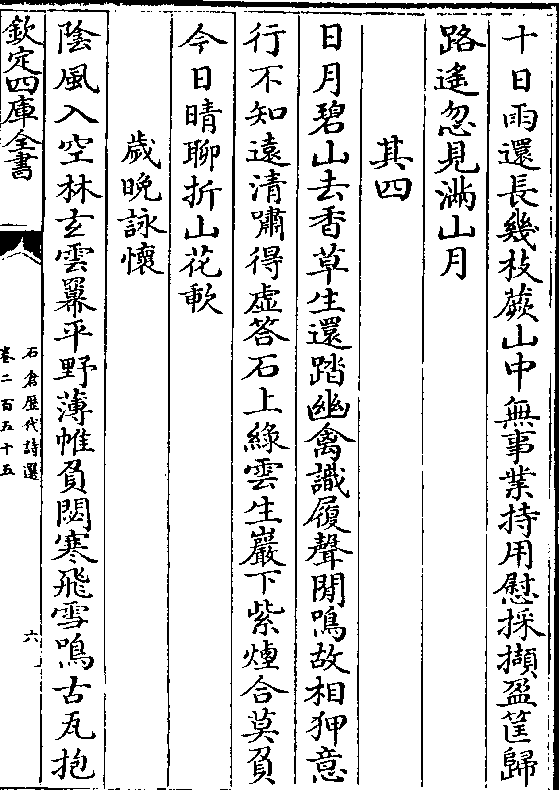 十日雨還長幾枝蕨山中無事業持用慰採擷盈筐歸
路遙忽見滿山月
其四
日月碧山去香草生還踏幽禽識履聲閒鳴故相狎意
行不知遠清嘯得虛答石上綠雲生巖下紫煙合莫負
今日晴聊折山花軟
歲晚詠懷
陰風入空林玄雲羃平野薄帷負閟寒飛雪鳴古瓦抱
欽定四庫全書
石倉歷代詩選
卷二百五十五
六